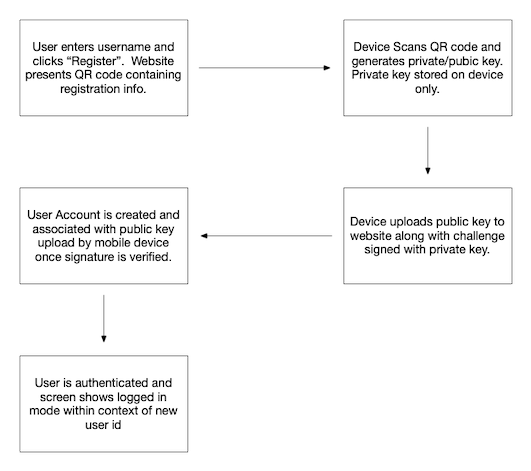 User enters username and
clicks “Register”.  Website
presents QR code containing
registration info.
Device Scans QR code and
generates private/pubic key.
Private key stored on device
only.
Device uploads public key to
website along with challenge
signed with private key.
User Account is created and
associated with public key
upload by mobile device
once signature is verified.
User is authenticated and
screen shows logged in
mode within context of new
user id